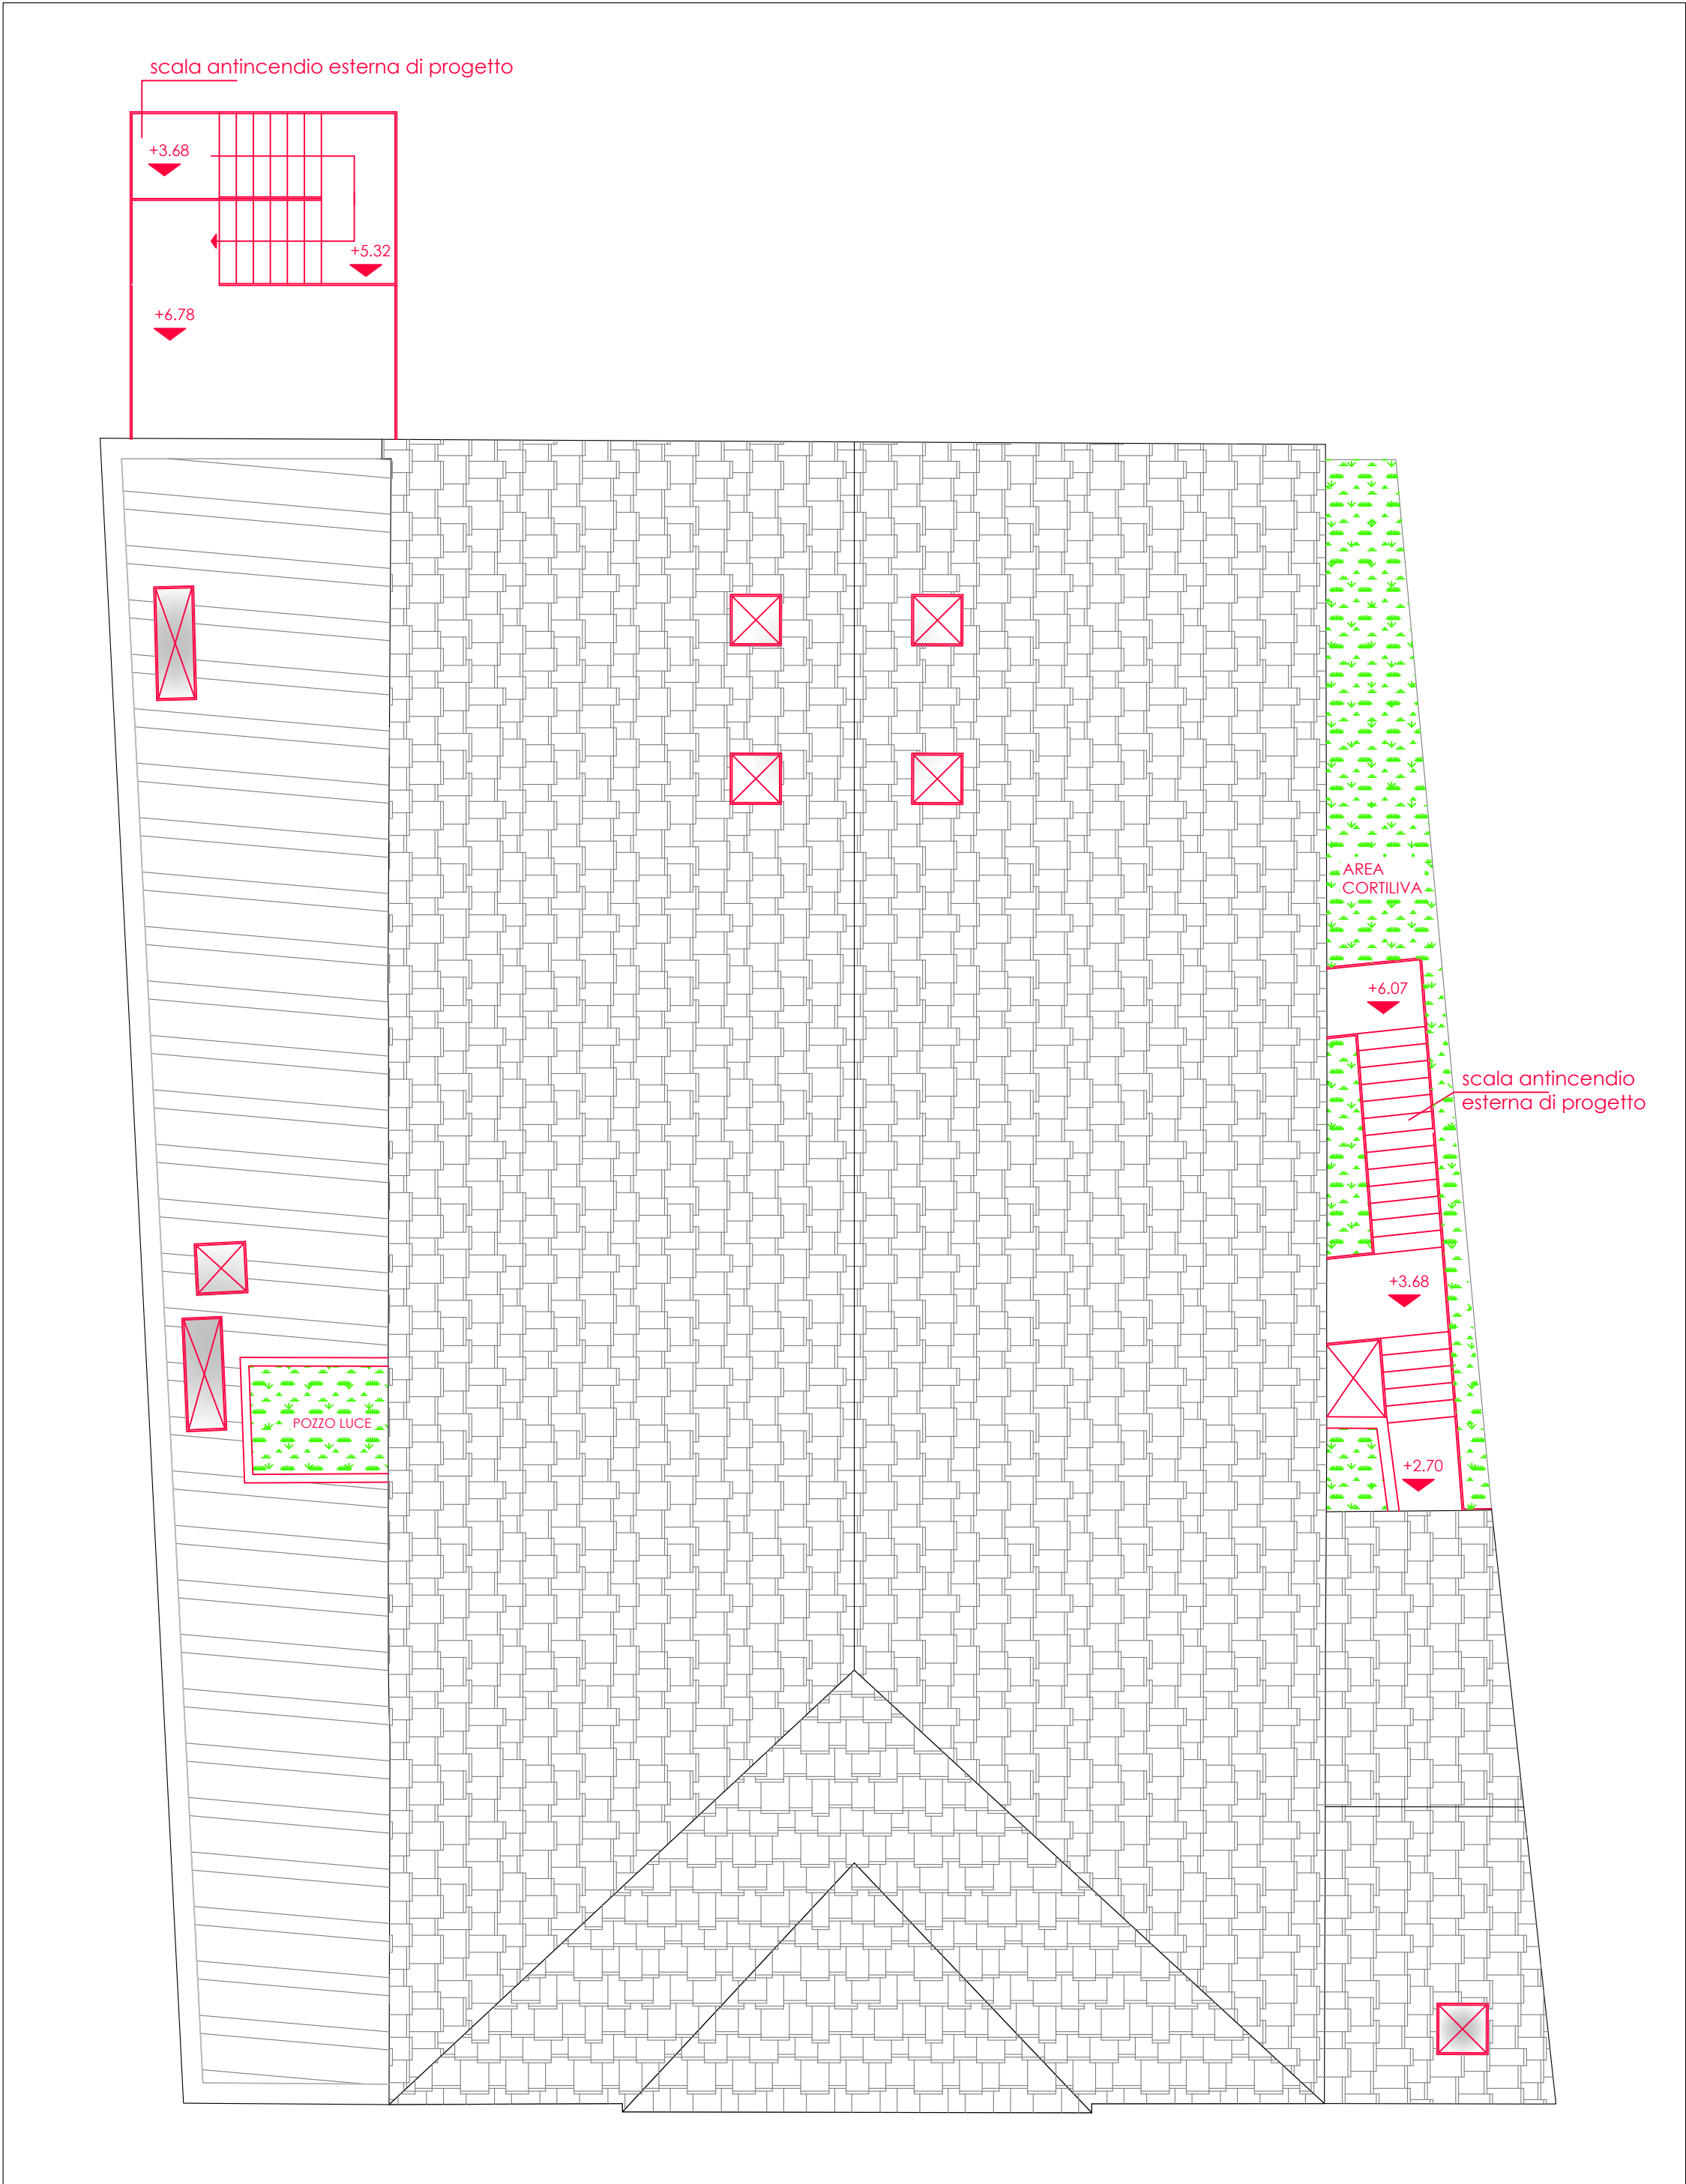 scala antincendio esterna di progetto
+3.68
+5.32
+6.78
AREA
CORTILIVA
+6.07
scala antincendio
esterna di progetto
+3.68
POZZO LUCE
+2.70